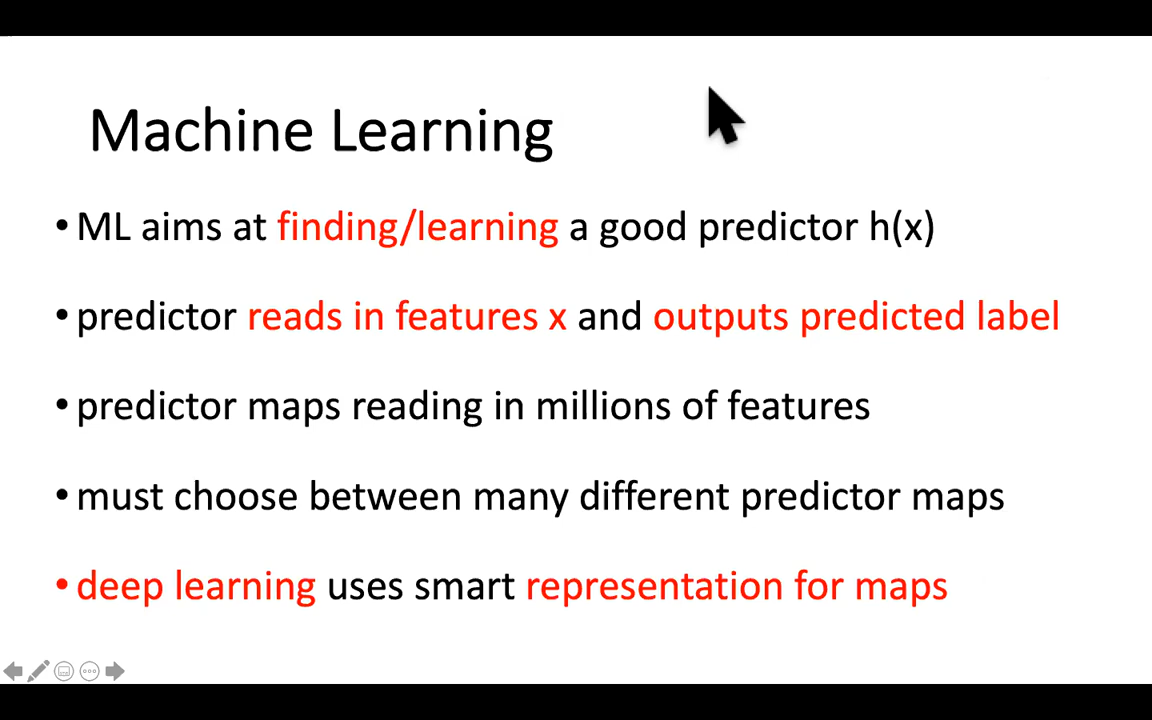 Machine Learning
• ML aims at finding/learning a good predictor h(x)
• predictor reads in features x and outputs predicted label
• predictor maps reading in millions of features
• must choose between many different predictor maps
• deep learning uses smart representation for maps